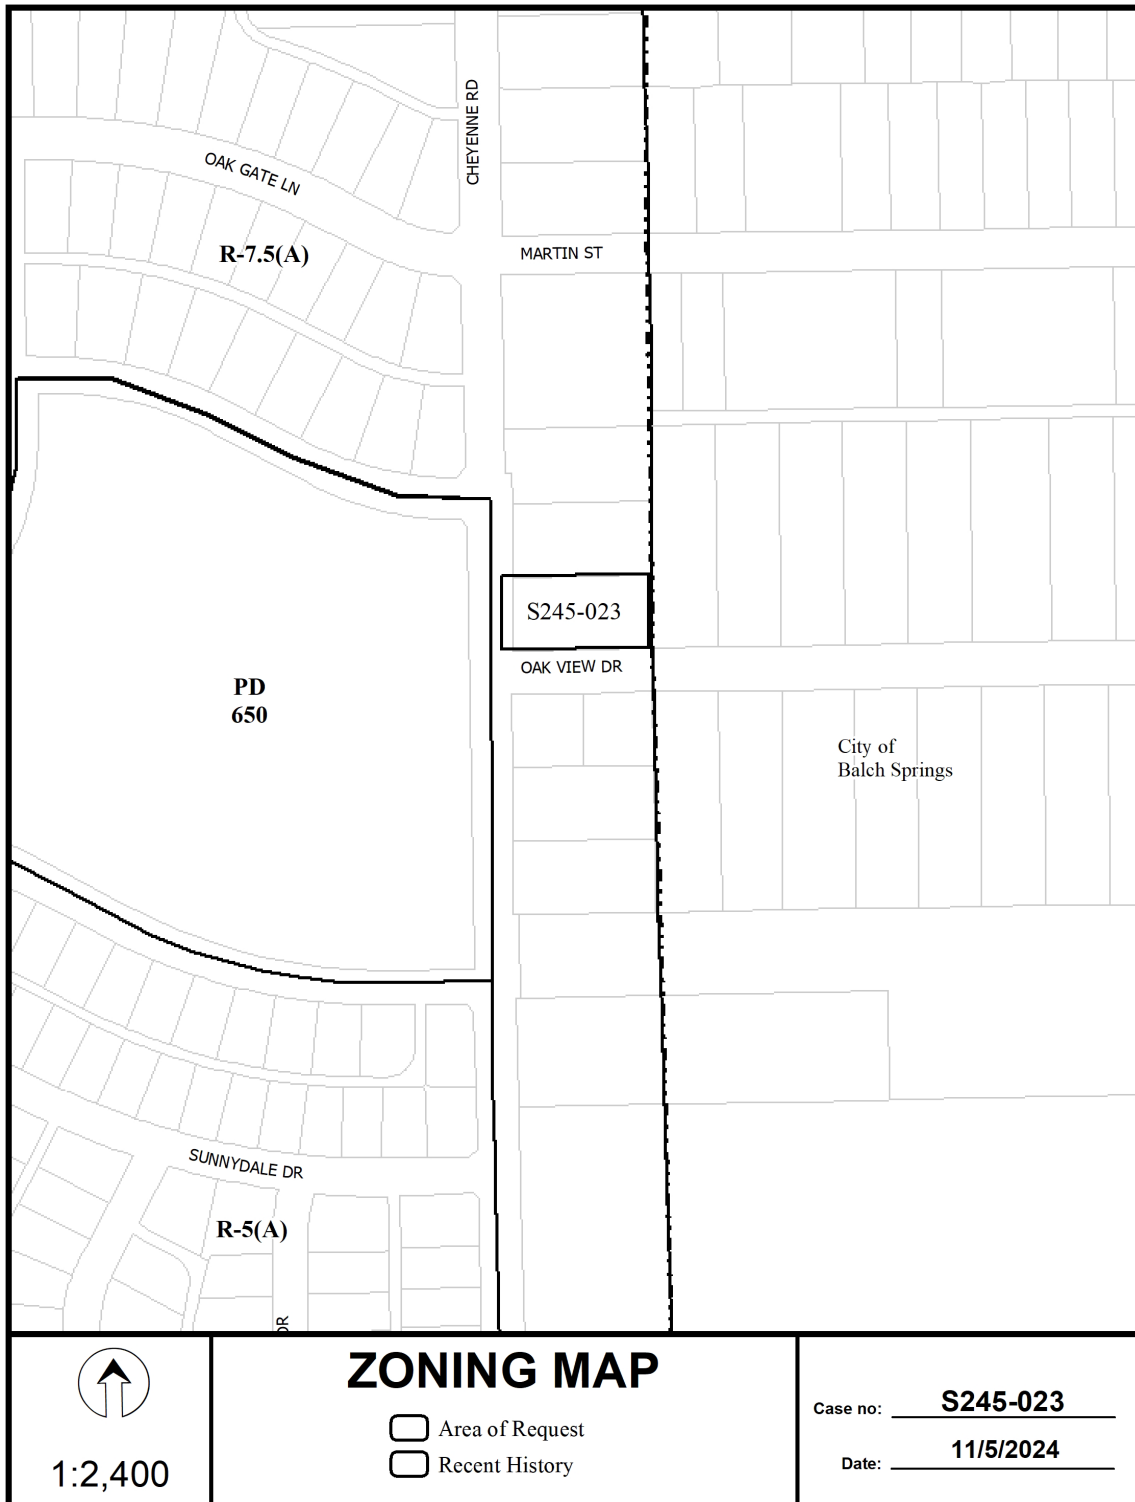 CHEYENNE RD
OAK GATE LN
R-7.5(A)
MARTIN ST
S245-023
OAK VIEW DR
PD
650
City of
Balch Springs
SUNNYDALE DR
R-5(A)
DR
1:2,400
ZONING MAP
Area of Request
Recent History
Case no: S245-023
Date: 11/5/2024